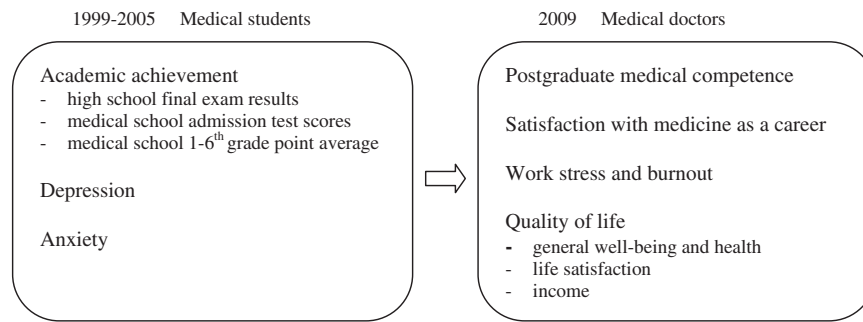 1999-2005 Medical students
Academic achievement
- high school final exam results
- medical school admission test scores
- medical school 1-6th grade point average
Depression
Anxiety
2009 Medical doctors
Postgraduate medical competence
Satisfaction with medicine as a career
Work stress and burnout
Quality of life
- general well-being and health
- life satisfaction
- income